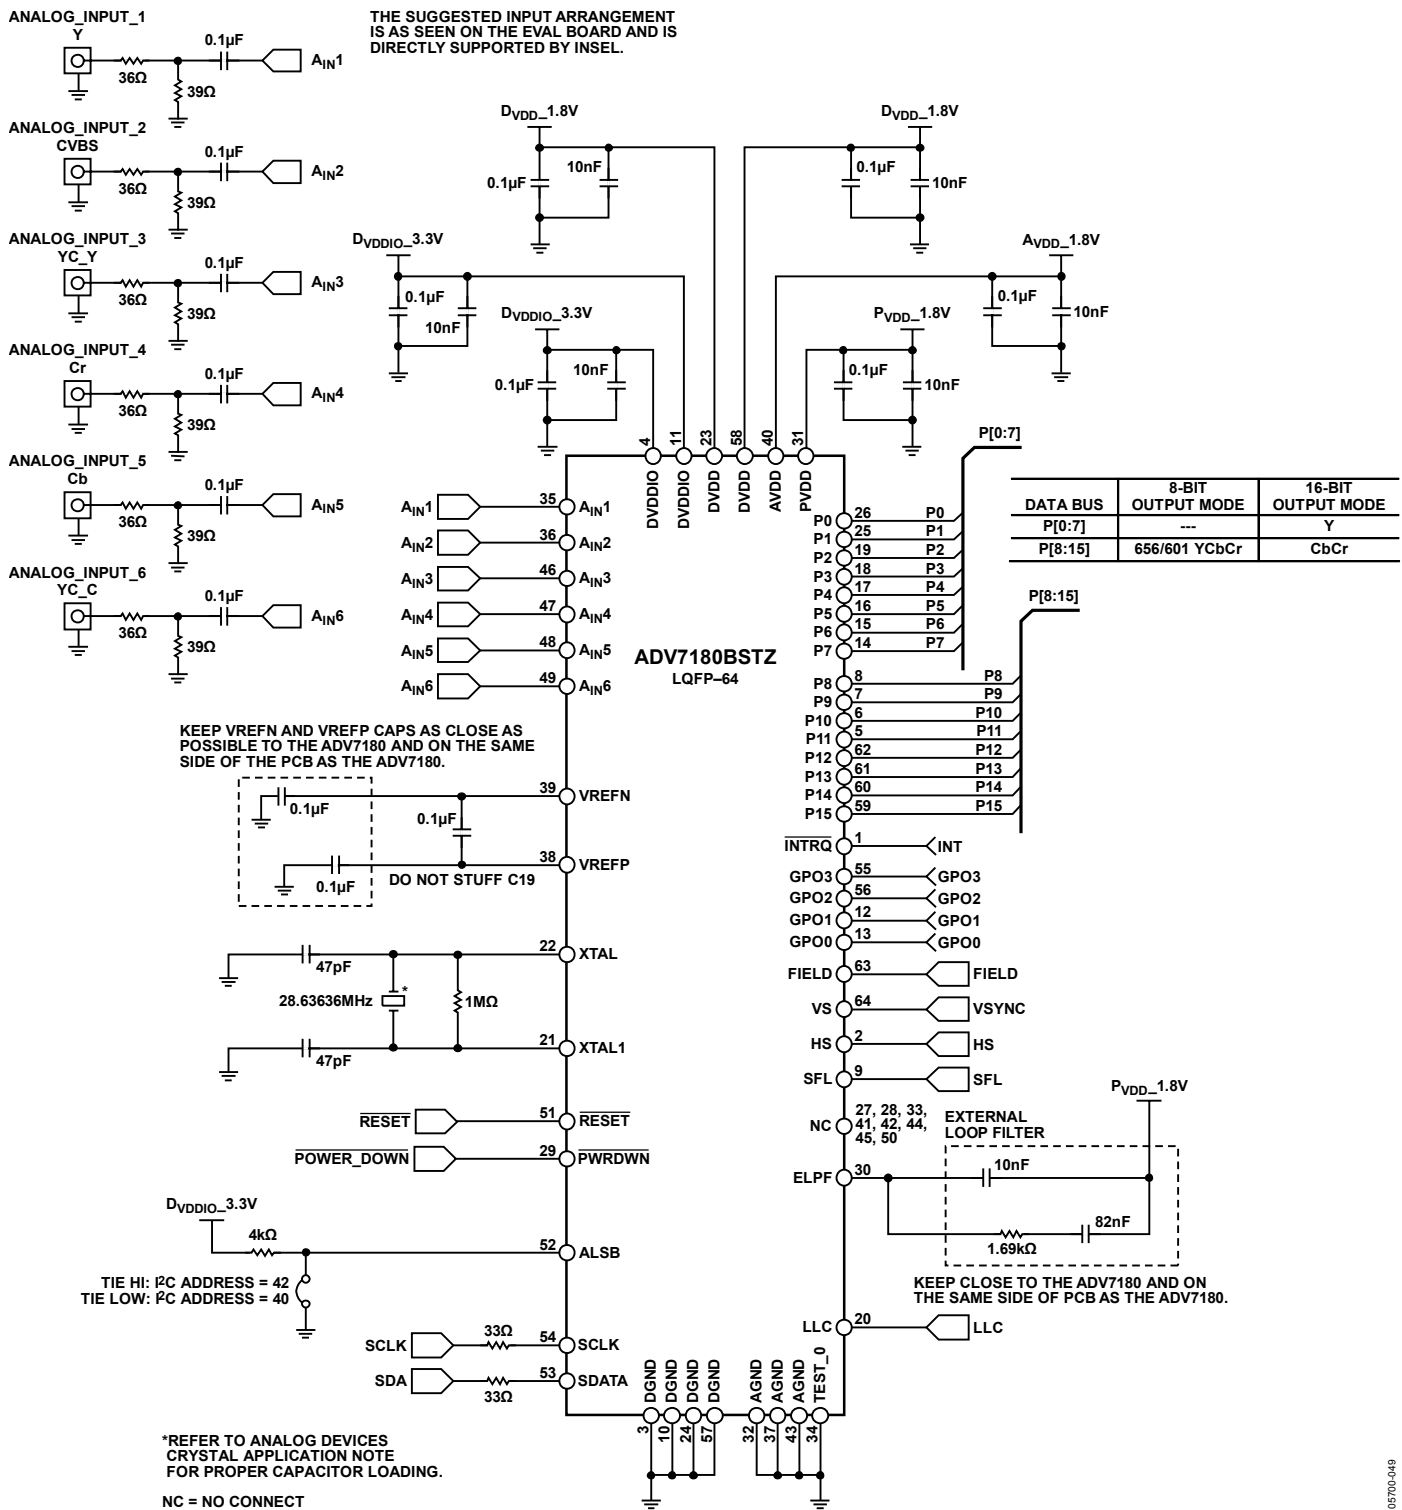 ANALOG_INPUT_1
Y
0.1µF
36Ω
39Ω
AIN1
THE SUGGESTED INPUT ARRANGEMENT
IS AS SEEN ON THE EVAL BOARD AND IS
DIRECTLY SUPPORTED BY INSEL.
ANALOG_INPUT_2
CVBS
0.1µF
36Ω
39Ω
AIN2
ANALOG_INPUT_3
YC_Y
0.1µF
36Ω
39Ω
AIN3
ANALOG_INPUT_4
Cr
0.1µF
36Ω
39Ω
AIN4
ANALOG_INPUT_5
Cb
0.1µF
36Ω
39Ω
AIN5
ANALOG_INPUT_6
YC_C
0.1µF
36Ω
39Ω
AIN6
DVDD_1.8V
0.1µF
10nF
DVDD_1.8V
0.1µF
10nF
DVDDIO_3.3V
0.1µF
10nF
AVDD_1.8V
0.1µF
10nF
DVDDIO_3.3V
0.1µF
10nF
PVDD_1.8V
0.1µF
10nF
4
11
23
58
40
31
DVDDIO
DVDDIO
DVDD
DVDD
AVDD
PVDD
AIN1 35 AIN1
AIN2 36 AIN2
AIN3 46 AIN3
AIN4 47 AIN4
AIN5 48 AIN5
AIN6 49 AIN6
ADV7180BSTZ
LQFP–64
P[0:7]
P0 26 P0
P1 25 P1
P2 19 P2
P3 18 P3
P4 17 P4
P5 16 P5
P6 15 P6
P7 14 P7
DATA BUS
8-BIT
OUTPUT MODE
16-BIT
OUTPUT MODE
P[0:7] --- Y
P[8:15] 656/601 YCbCr CbCr
P[8:15]
P8 8 P8
P9 7 P9
P10 6 P10
P11 5 P11
P12 62 P12
P13 61 P13
P14 60 P14
P15 59 P15
KEEP VREFN AND VREFP CAPS AS CLOSE AS
POSSIBLE TO THE ADV7180 AND ON THE SAME
SIDE OF THE PCB AS THE ADV7180.
0.1µF
0.1µF
0.1µF
DO NOT STUFF C19
39 VREFN
38 VREFP
INTRQ 1 INT
GPO3 55 GPO3
GPO2 56 GPO2
GPO1 12 GPO1
GPO0 13 GPO0
FIELD 63 FIELD
VS 64 VSYNC
HS 2 HS
SFL 9 SFL
47pF
28.63636MHz
*
1MΩ
47pF
22 XTAL
21 XTAL1
RESET 51 RESET
POWER_DOWN 29 PWRDWN
NC 27, 28, 33,
41, 42, 44,
45, 50
EXTERNAL
LOOP FILTER
PVDD_1.8V
ELPF 30
10nF
82nF
1.69kΩ
KEEP CLOSE TO THE ADV7180 AND ON
THE SAME SIDE OF PCB AS THE ADV7180.
DVDDIO_3.3V
4kΩ
52 ALSB
TIE HI: I2C ADDRESS = 42
TIE LOW: I2C ADDRESS = 40
LLC 20 LLC
SCLK 33Ω 54 SCLK
SDA 33Ω 53 SDATA
DGND
DGND
DGND
DGND
AGND
AGND
AGND
TEST_0
3
10
24
57
32
37
43
34
*REFER TO ANALOG DEVICES
CRYSTAL APPLICATION NOTE
FOR PROPER CAPACITOR LOADING.
NC = NO CONNECT
05700-049